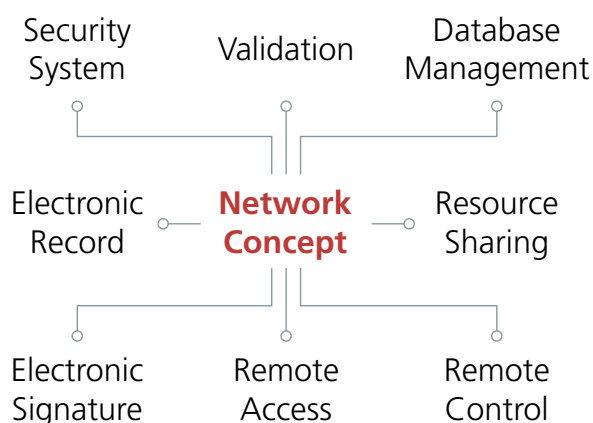 Security
System
Validation
Database
Management
Electronic
Record
Network
Concept
Resource
Sharing
Electronic
Signature
Remote
Access
Remote
Control